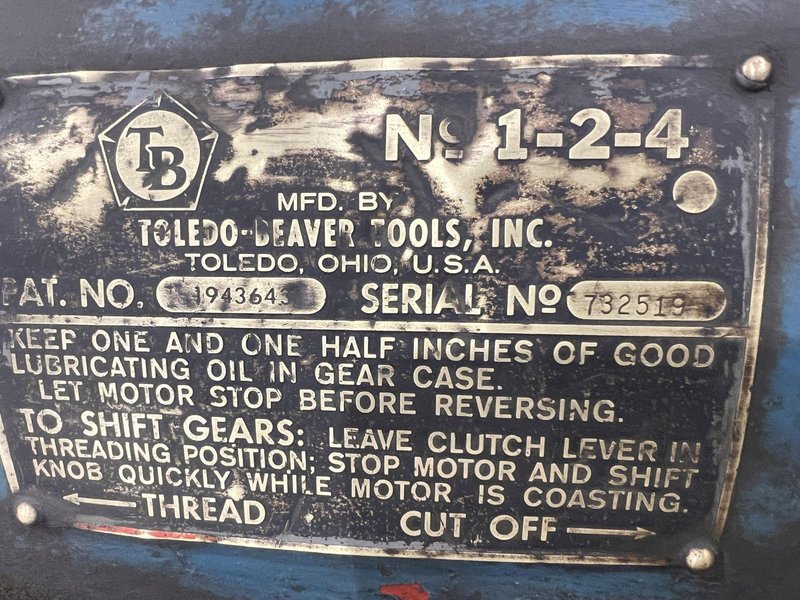 TB
Nº 1-2-4
MFD. BY
TOLEDO-BEAVER TOOLS, INC.
TOLEDO, OHIO, U.S.A.
PAT. NO. 1943643 SERIAL Nº 732519
KEEP ONE AND ONE HALF INCHES OF GOOD
LUBRICATING OIL IN GEAR CASE.
LET MOTOR STOP BEFORE REVERSING.
TO SHIFT GEARS: LEAVE CLUTCH LEVER IN
THREADING POSITION; STOP MOTOR AND SHIFT
KNOB QUICKLY WHILE MOTOR IS COASTING.
← THREAD CUT OFF →